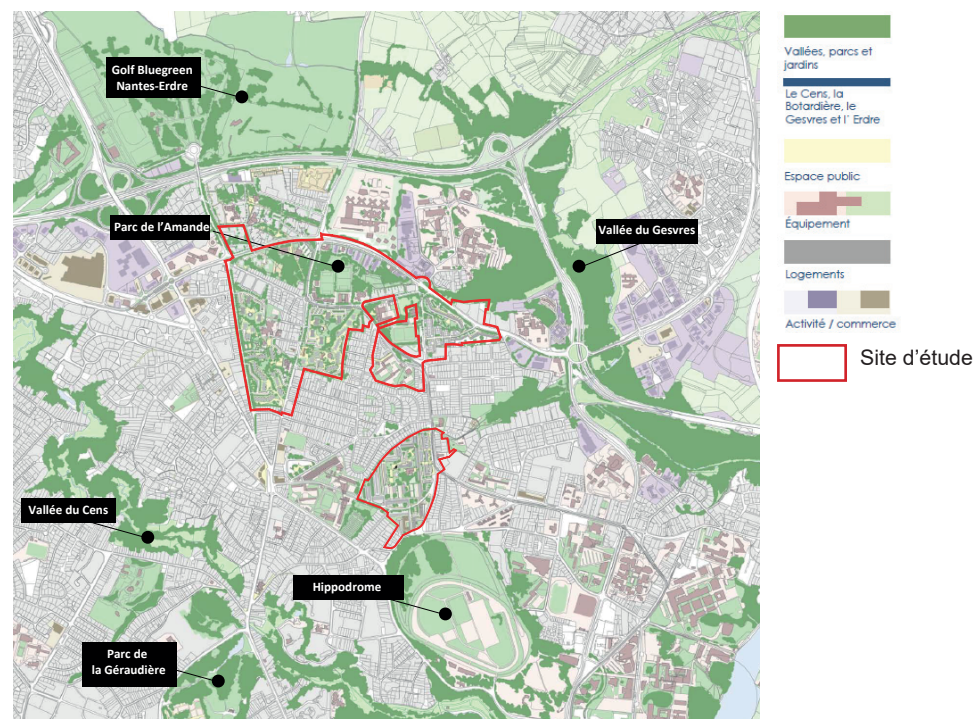 Golf Bluegreen
Nantes-Erdre
Parc de l'Amande
Vallée du Gesvres
Vallée du Cens
Hippodrome
Parc de
la Géraudière
Vallées, parcs et
jardins
Le Cens, la
Botardière, le
Gesvres et l' Erdre
Espace public
Équipement
Logements
Activité / commerce
Site d'étude